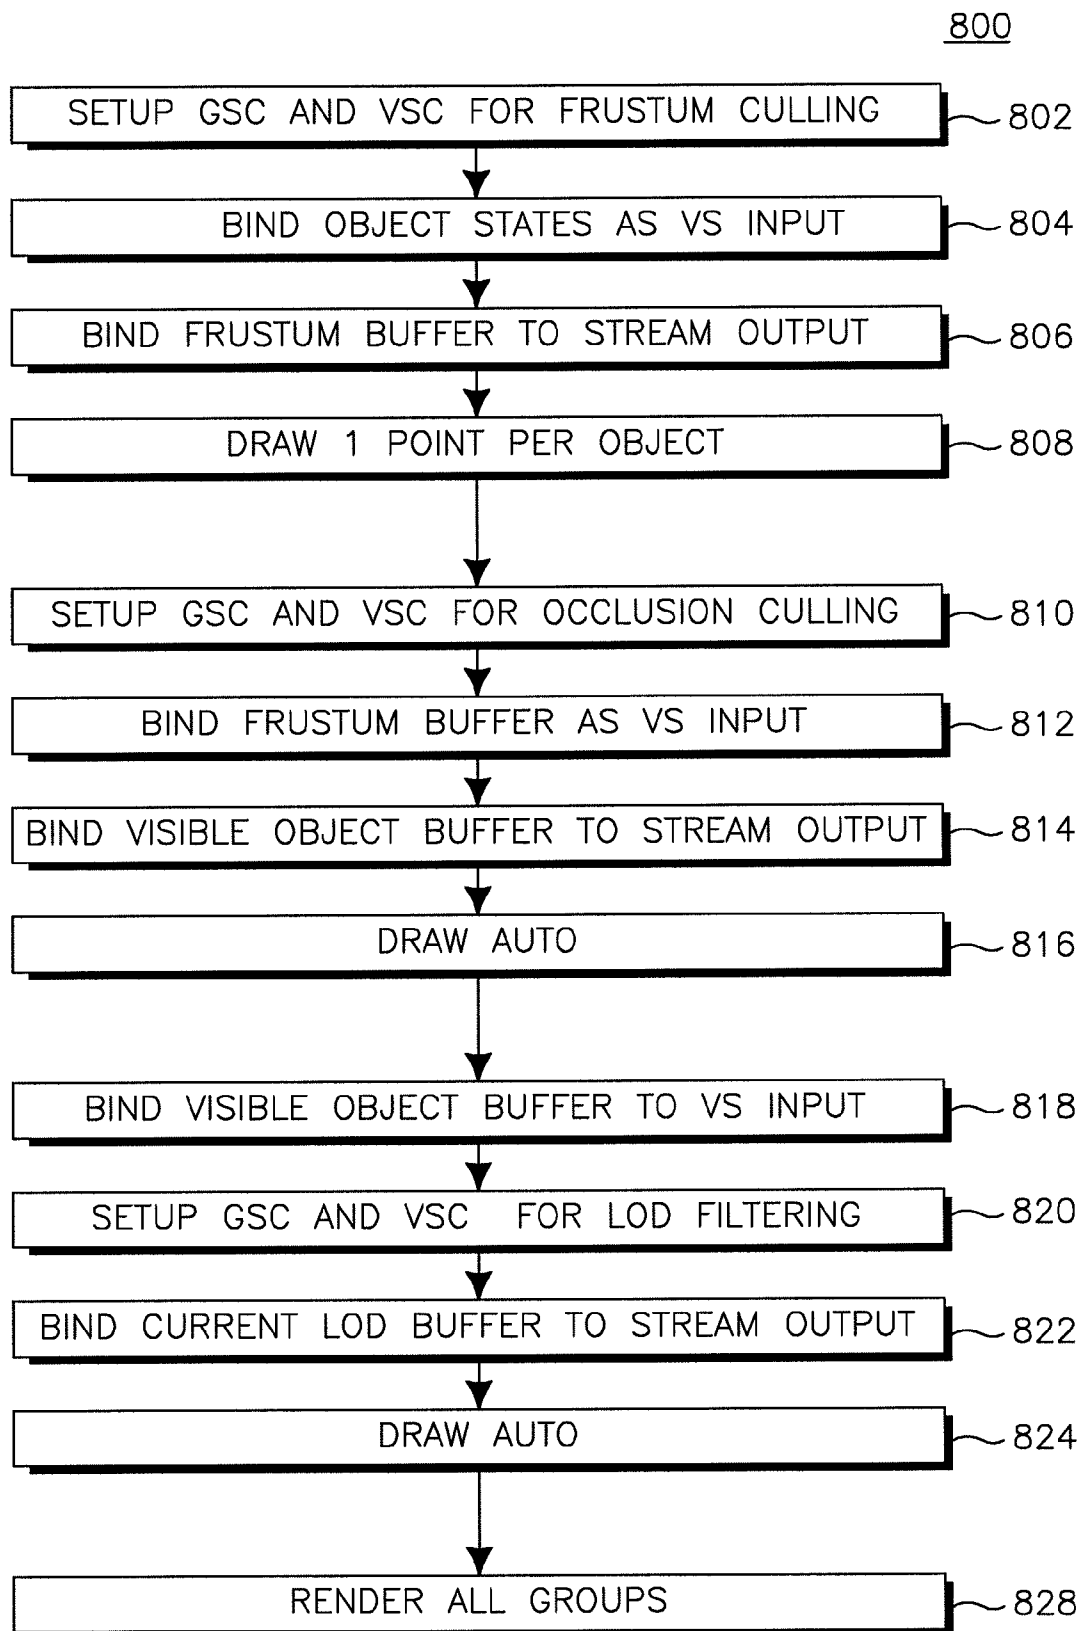 800
SETUP GSC AND VSC FOR FRUSTUM CULLING 802
BIND OBJECT STATES AS VS INPUT 804
BIND FRUSTUM BUFFER TO STREAM OUTPUT 806
DRAW 1 POINT PER OBJECT 808
SETUP GSC AND VSC FOR OCCLUSION CULLING 810
BIND FRUSTUM BUFFER AS VS INPUT 812
BIND VISIBLE OBJECT BUFFER TO STREAM OUTPUT 814
DRAW AUTO 816
BIND VISIBLE OBJECT BUFFER TO VS INPUT 818
SETUP GSC AND VSC FOR LOD FILTERING 820
BIND CURRENT LOD BUFFER TO STREAM OUTPUT 822
DRAW AUTO 824
RENDER ALL GROUPS 828